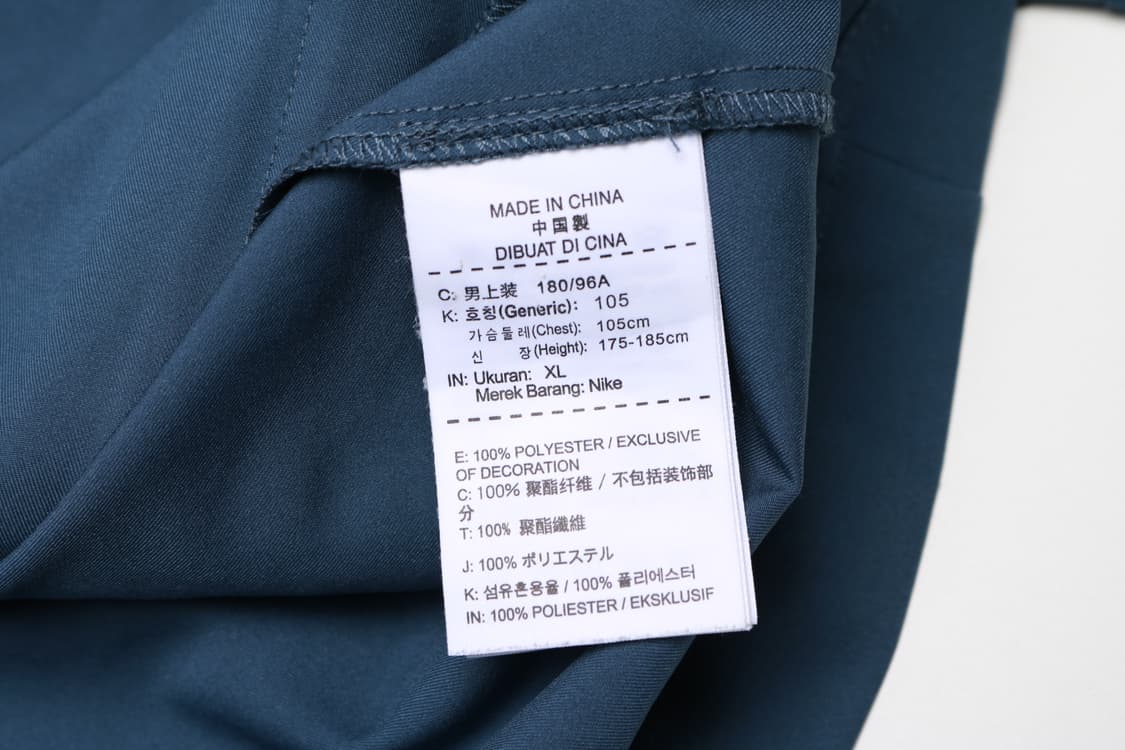 MADE IN CHINA
中国製
DIBUAT DI CINA
C: 男上装 180/96A
K: 호칭(Generic): 105
가슴둘레(Chest): 105cm
신 장(Height): 175-185cm
IN: Ukuran: XL
Merek Barang: Nike
E: 100% POLYESTER / EXCLUSIVE
OF DECORATION
C: 100% 聚酯纤维 / 不包括装饰部
分
T: 100% 聚酯纖維
J: 100% ポリエステル
K: 섬유혼용율 / 100% 폴리에스터
IN: 100% POLIESTER / EKSKLUSIF